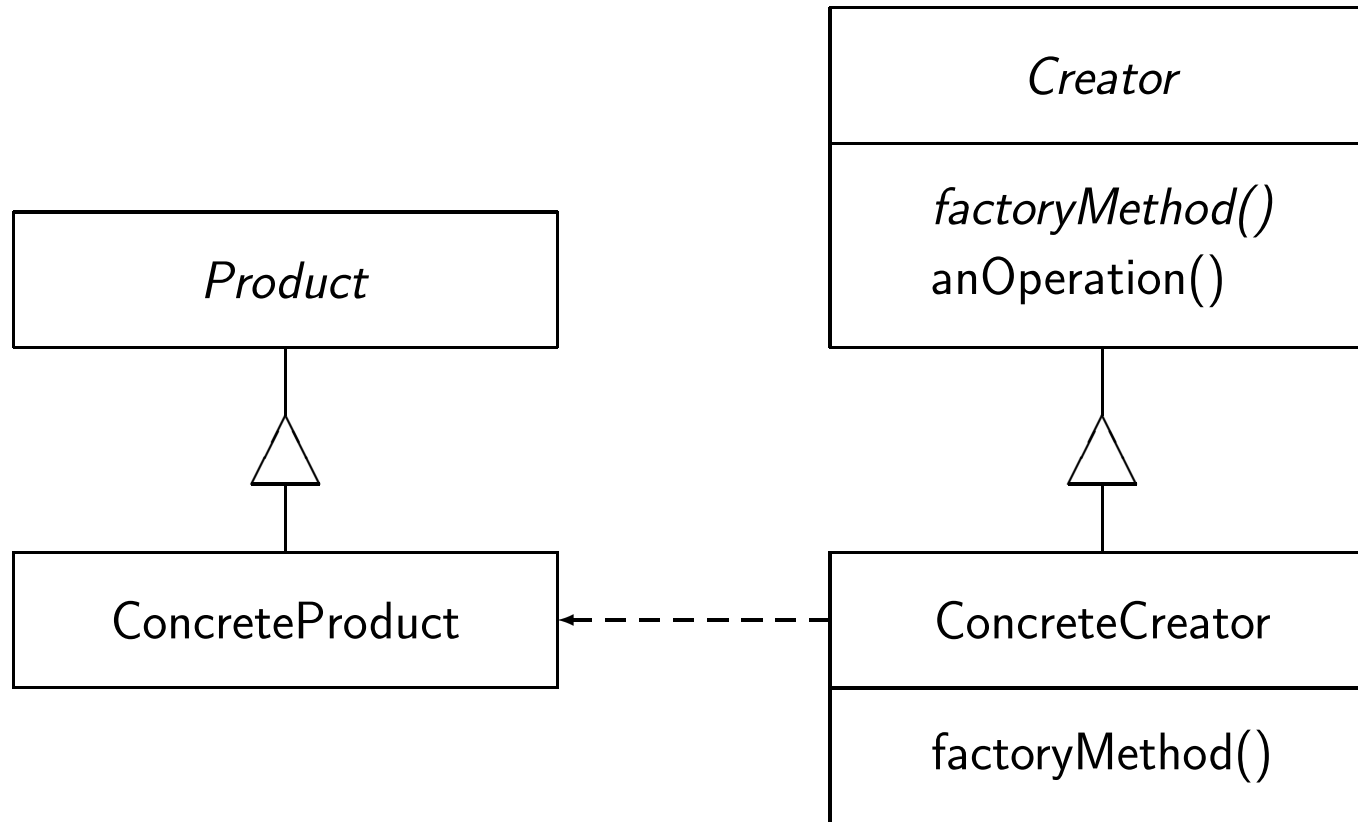 Creator
factoryMethod()
anOperation()
Product
ConcreteProduct
ConcreteCreator
factoryMethod()